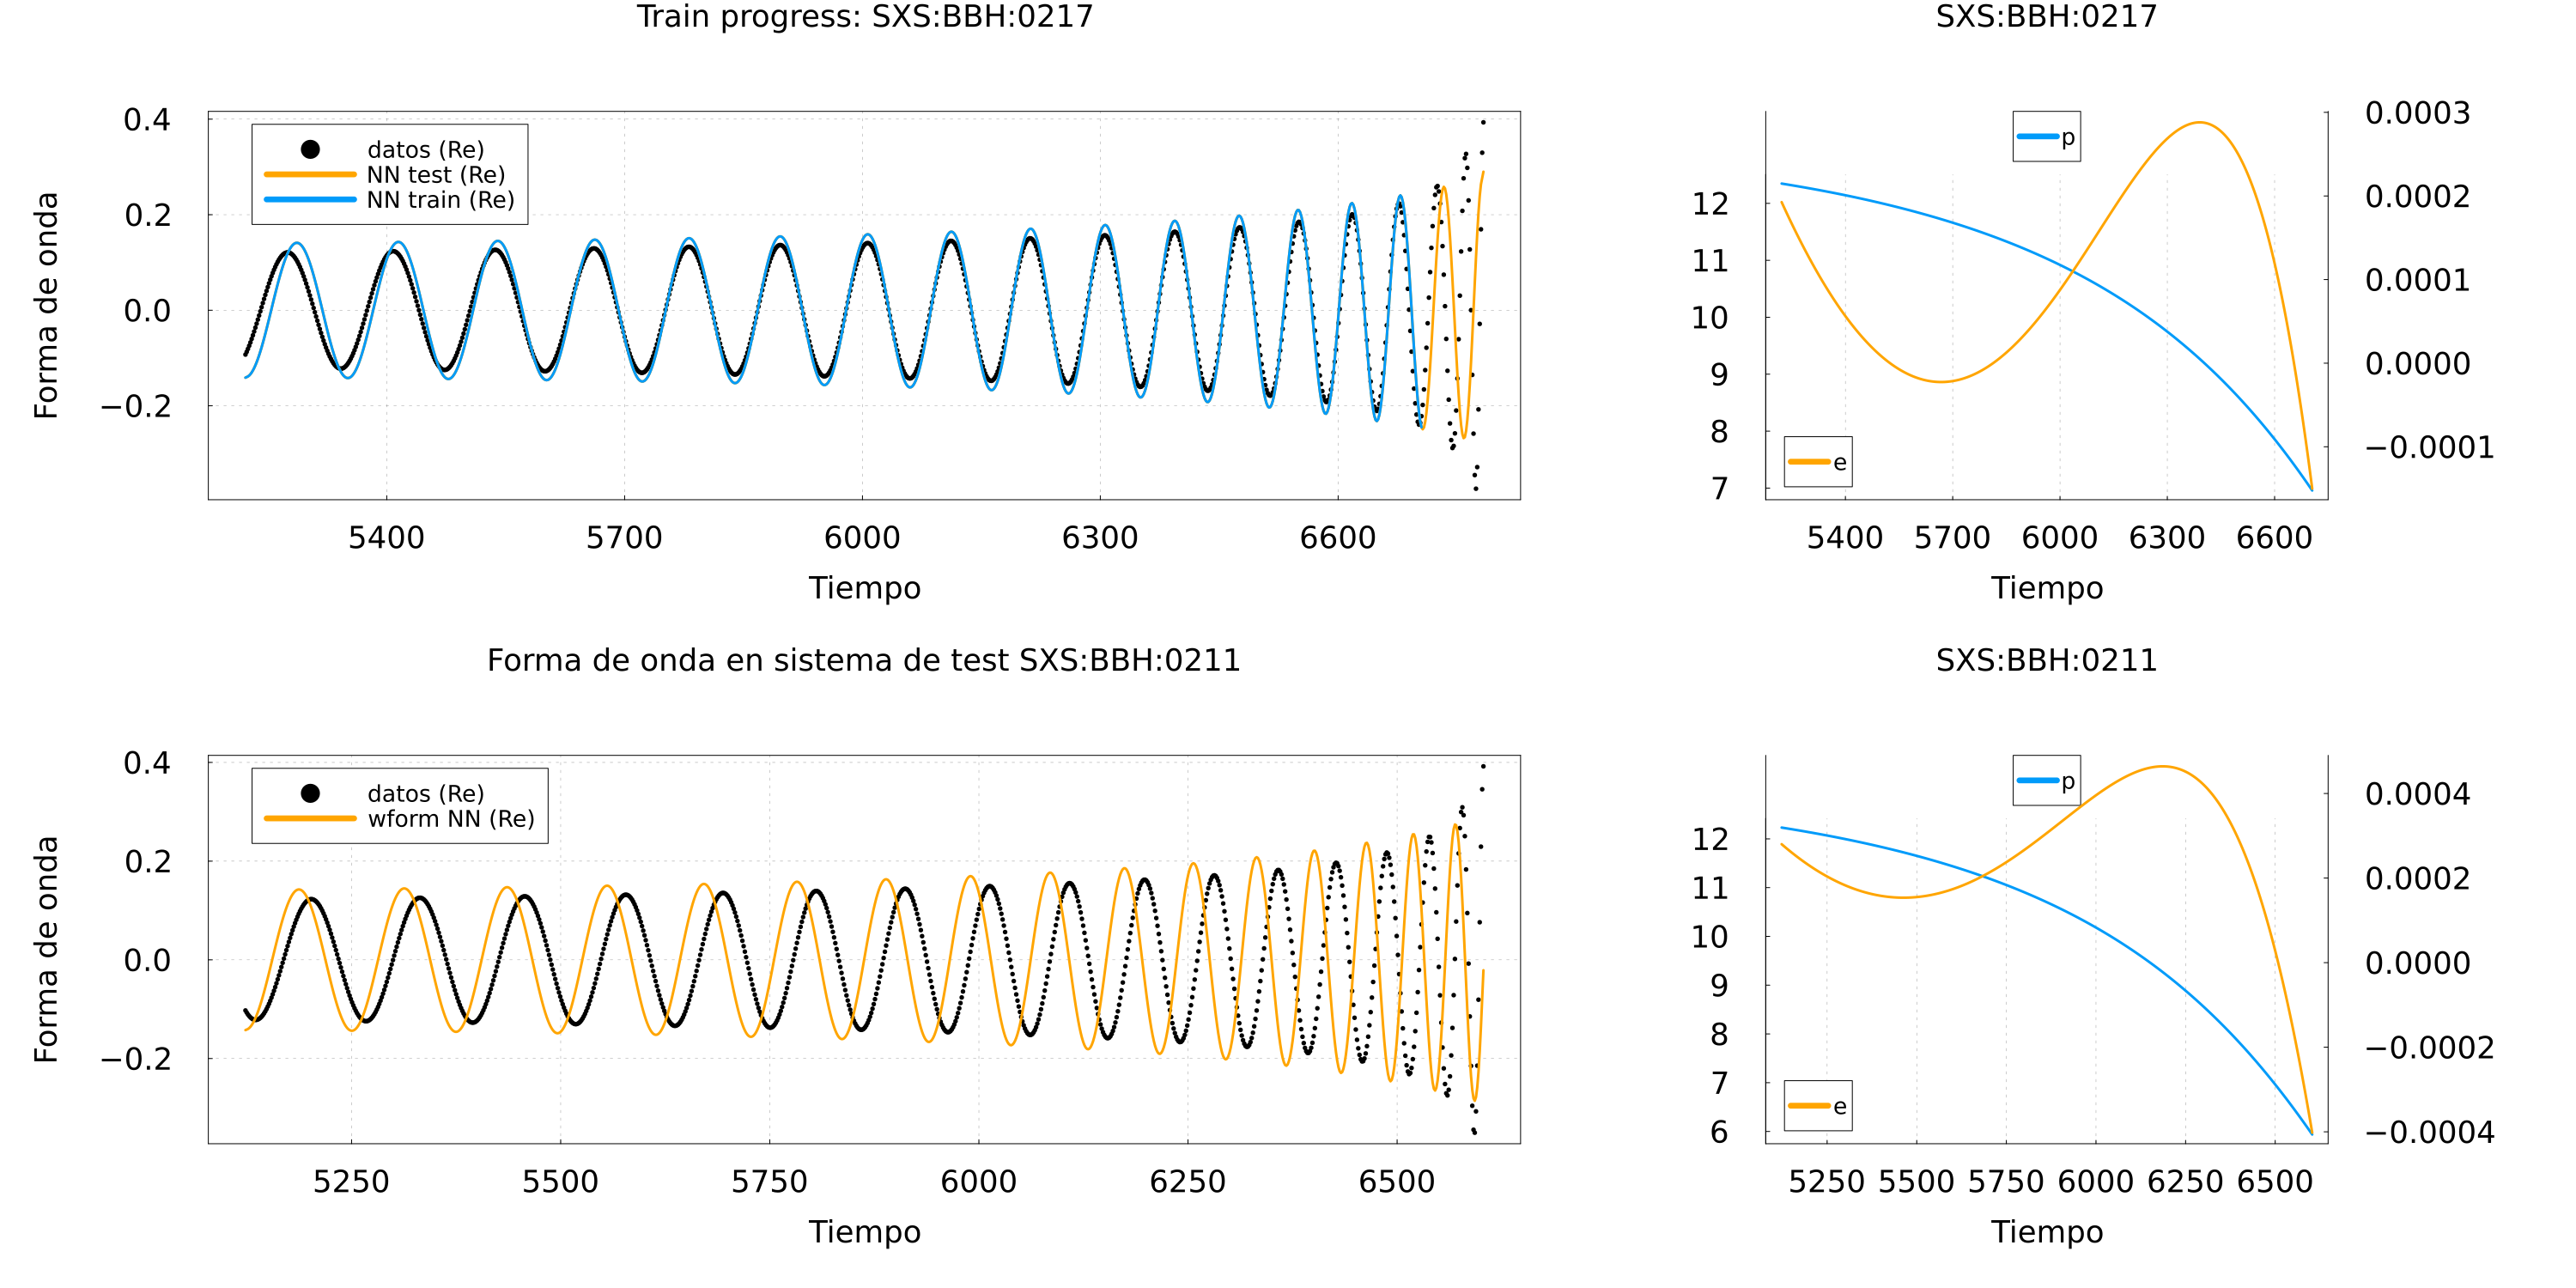 Train progress: SXS:BBH:0217
0.4
0.2
0.0
−0.2
Forma de onda
datos (Re)
NN test (Re)
NN train (Re)
5400
5700
6000
6300
6600
Tiempo
SXS:BBH:0217
12
11
10
9
8
7
p
e
0.0003
0.0002
0.0001
0.0000
−0.0001
5400
5700
6000
6300
6600
Tiempo
Forma de onda en sistema de test SXS:BBH:0211
0.4
0.2
0.0
−0.2
Forma de onda
datos (Re)
wform NN (Re)
5250
5500
5750
6000
6250
6500
Tiempo
SXS:BBH:0211
12
11
10
9
8
7
6
p
e
0.0004
0.0002
0.0000
−0.0002
−0.0004
5250
5500
5750
6000
6250
6500
Tiempo